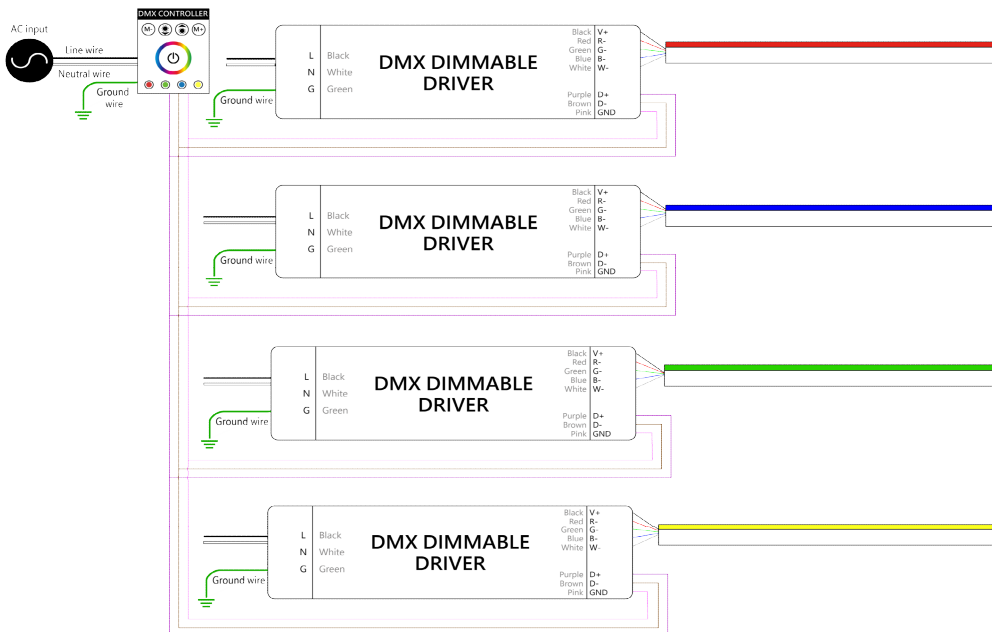 DMX CONTROLLER
M- M+
AC input
Line wire
Neutral wire
Ground
wire
L Black
N White
G Green
Ground wire
DMX DIMMABLE
DRIVER
Black V+
Red R-
Green G-
Blue B-
White W-
Purple D+
Brown D-
Pink GND
L Black
N White
G Green
Ground wire
DMX DIMMABLE
DRIVER
Black V+
Red R-
Green G-
Blue B-
White W-
Purple D+
Brown D-
Pink GND
L Black
N White
G Green
Ground wire
DMX DIMMABLE
DRIVER
Black V+
Red R-
Green G-
Blue B-
White W-
Purple D+
Brown D-
Pink GND
L Black
N White
G Green
Ground wire
DMX DIMMABLE
DRIVER
Black V+
Red R-
Green G-
Blue B-
White W-
Purple D+
Brown D-
Pink GND